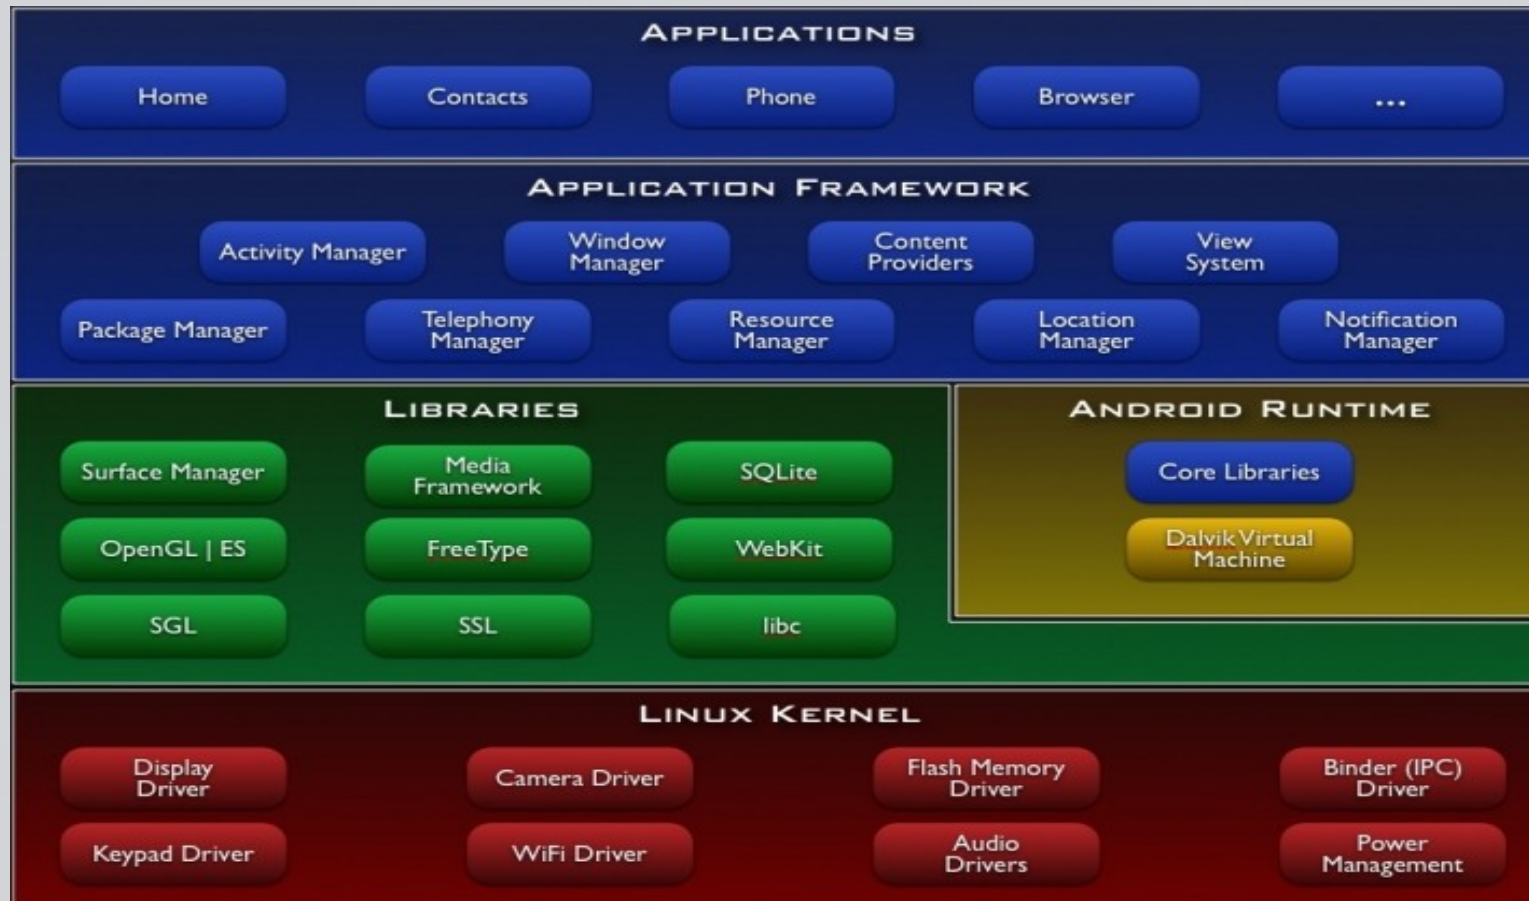 APPLICATIONS
Home
Contacts
Phone
Browser
...
APPLICATION FRAMEWORK
Activity Manager
Window
Manager
Content
Providers
View
System
Package Manager
Telephony
Manager
Resource
Manager
Location
Manager
Notification
Manager
LIBRARIES
Surface Manager
Media
Framework
SQLite
OpenGL | ES
FreeType
WebKit
SGL
SSL
libc
ANDROID RUNTIME
Core Libraries
Dalvik Virtual
Machine
LINUX KERNEL
Display
Driver
Camera Driver
Flash Memory
Driver
Binder (IPC)
Driver
Keypad Driver
WiFi Driver
Audio
Drivers
Power
Management